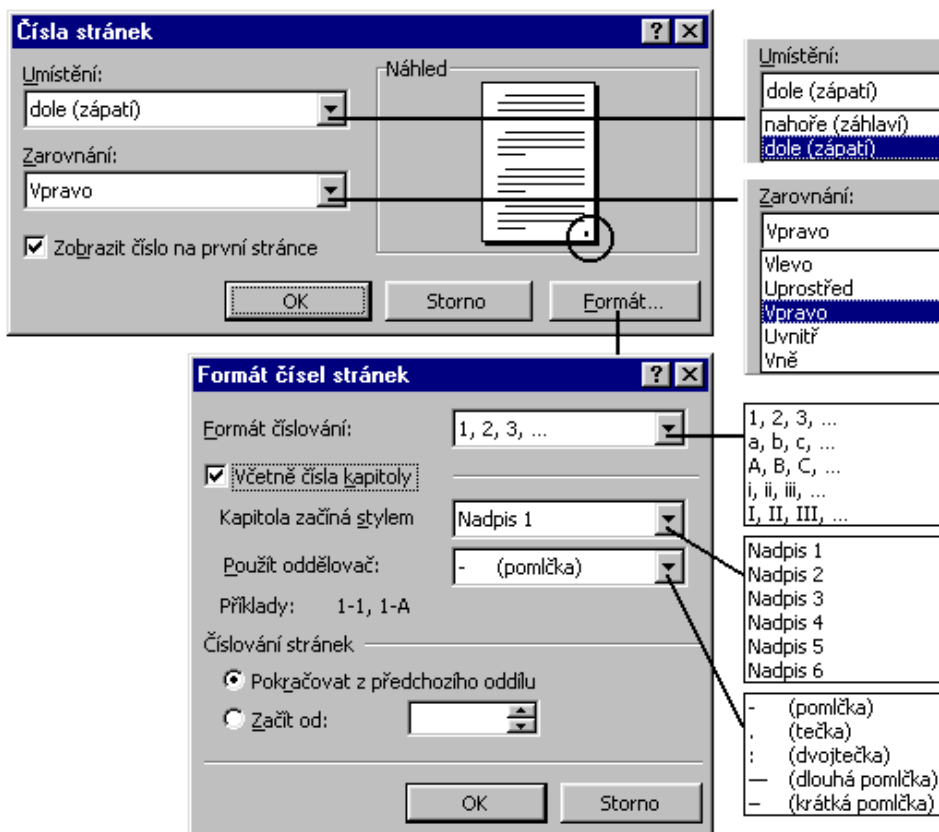 Čísla stránek
Umístění:
dole (zápatí)
Zarovnání:
Vpravo
Zobrazit číslo na první stránce
Náhled
OK
Storno
Formát...
Umístění:
dole (zápatí)
nahoře (záhlaví)
dole (zápatí)
Zarovnání:
Vpravo
Vlevo
Uprostřed
Vpravo
Uvnitř
Vně
Formát čísel stránek
Formát číslování:
1, 2, 3, ...
Včetně čísla kapitoly
Kapitola začíná stylem
Nadpis 1
Použít oddělovač:
- (pomlčka)
Příklady: 1-1, 1-A
Číslování stránek
Pokračovat z předchozího oddílu
Začít od:
OK
Storno
1, 2, 3, ...
a, b, c, ...
A, B, C, ...
i, ii, iii, ...
I, II, III, ...
Nadpis 1
Nadpis 2
Nadpis 3
Nadpis 4
Nadpis 5
Nadpis 6
- (pomlčka)
. (tečka)
: (dvojtečka)
— (dlouhá pomlčka)
– (krátká pomlčka)